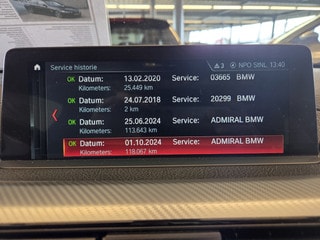 Service historie 3 NPO SINL 13:40
OK Datum: 13.02.2020 Service: 03665 BMW
Kilometers: 25.449 km
OK Datum: 24.07.2018 Service: 20299 BMW
Kilometers: 2 km
OK Datum: 25.06.2024 Service: ADMIRAL BMW
Kilometers: 113.643 km
OK Datum: 01.10.2024 Service: ADMIRAL BMW
Kilometers: 118.067 km